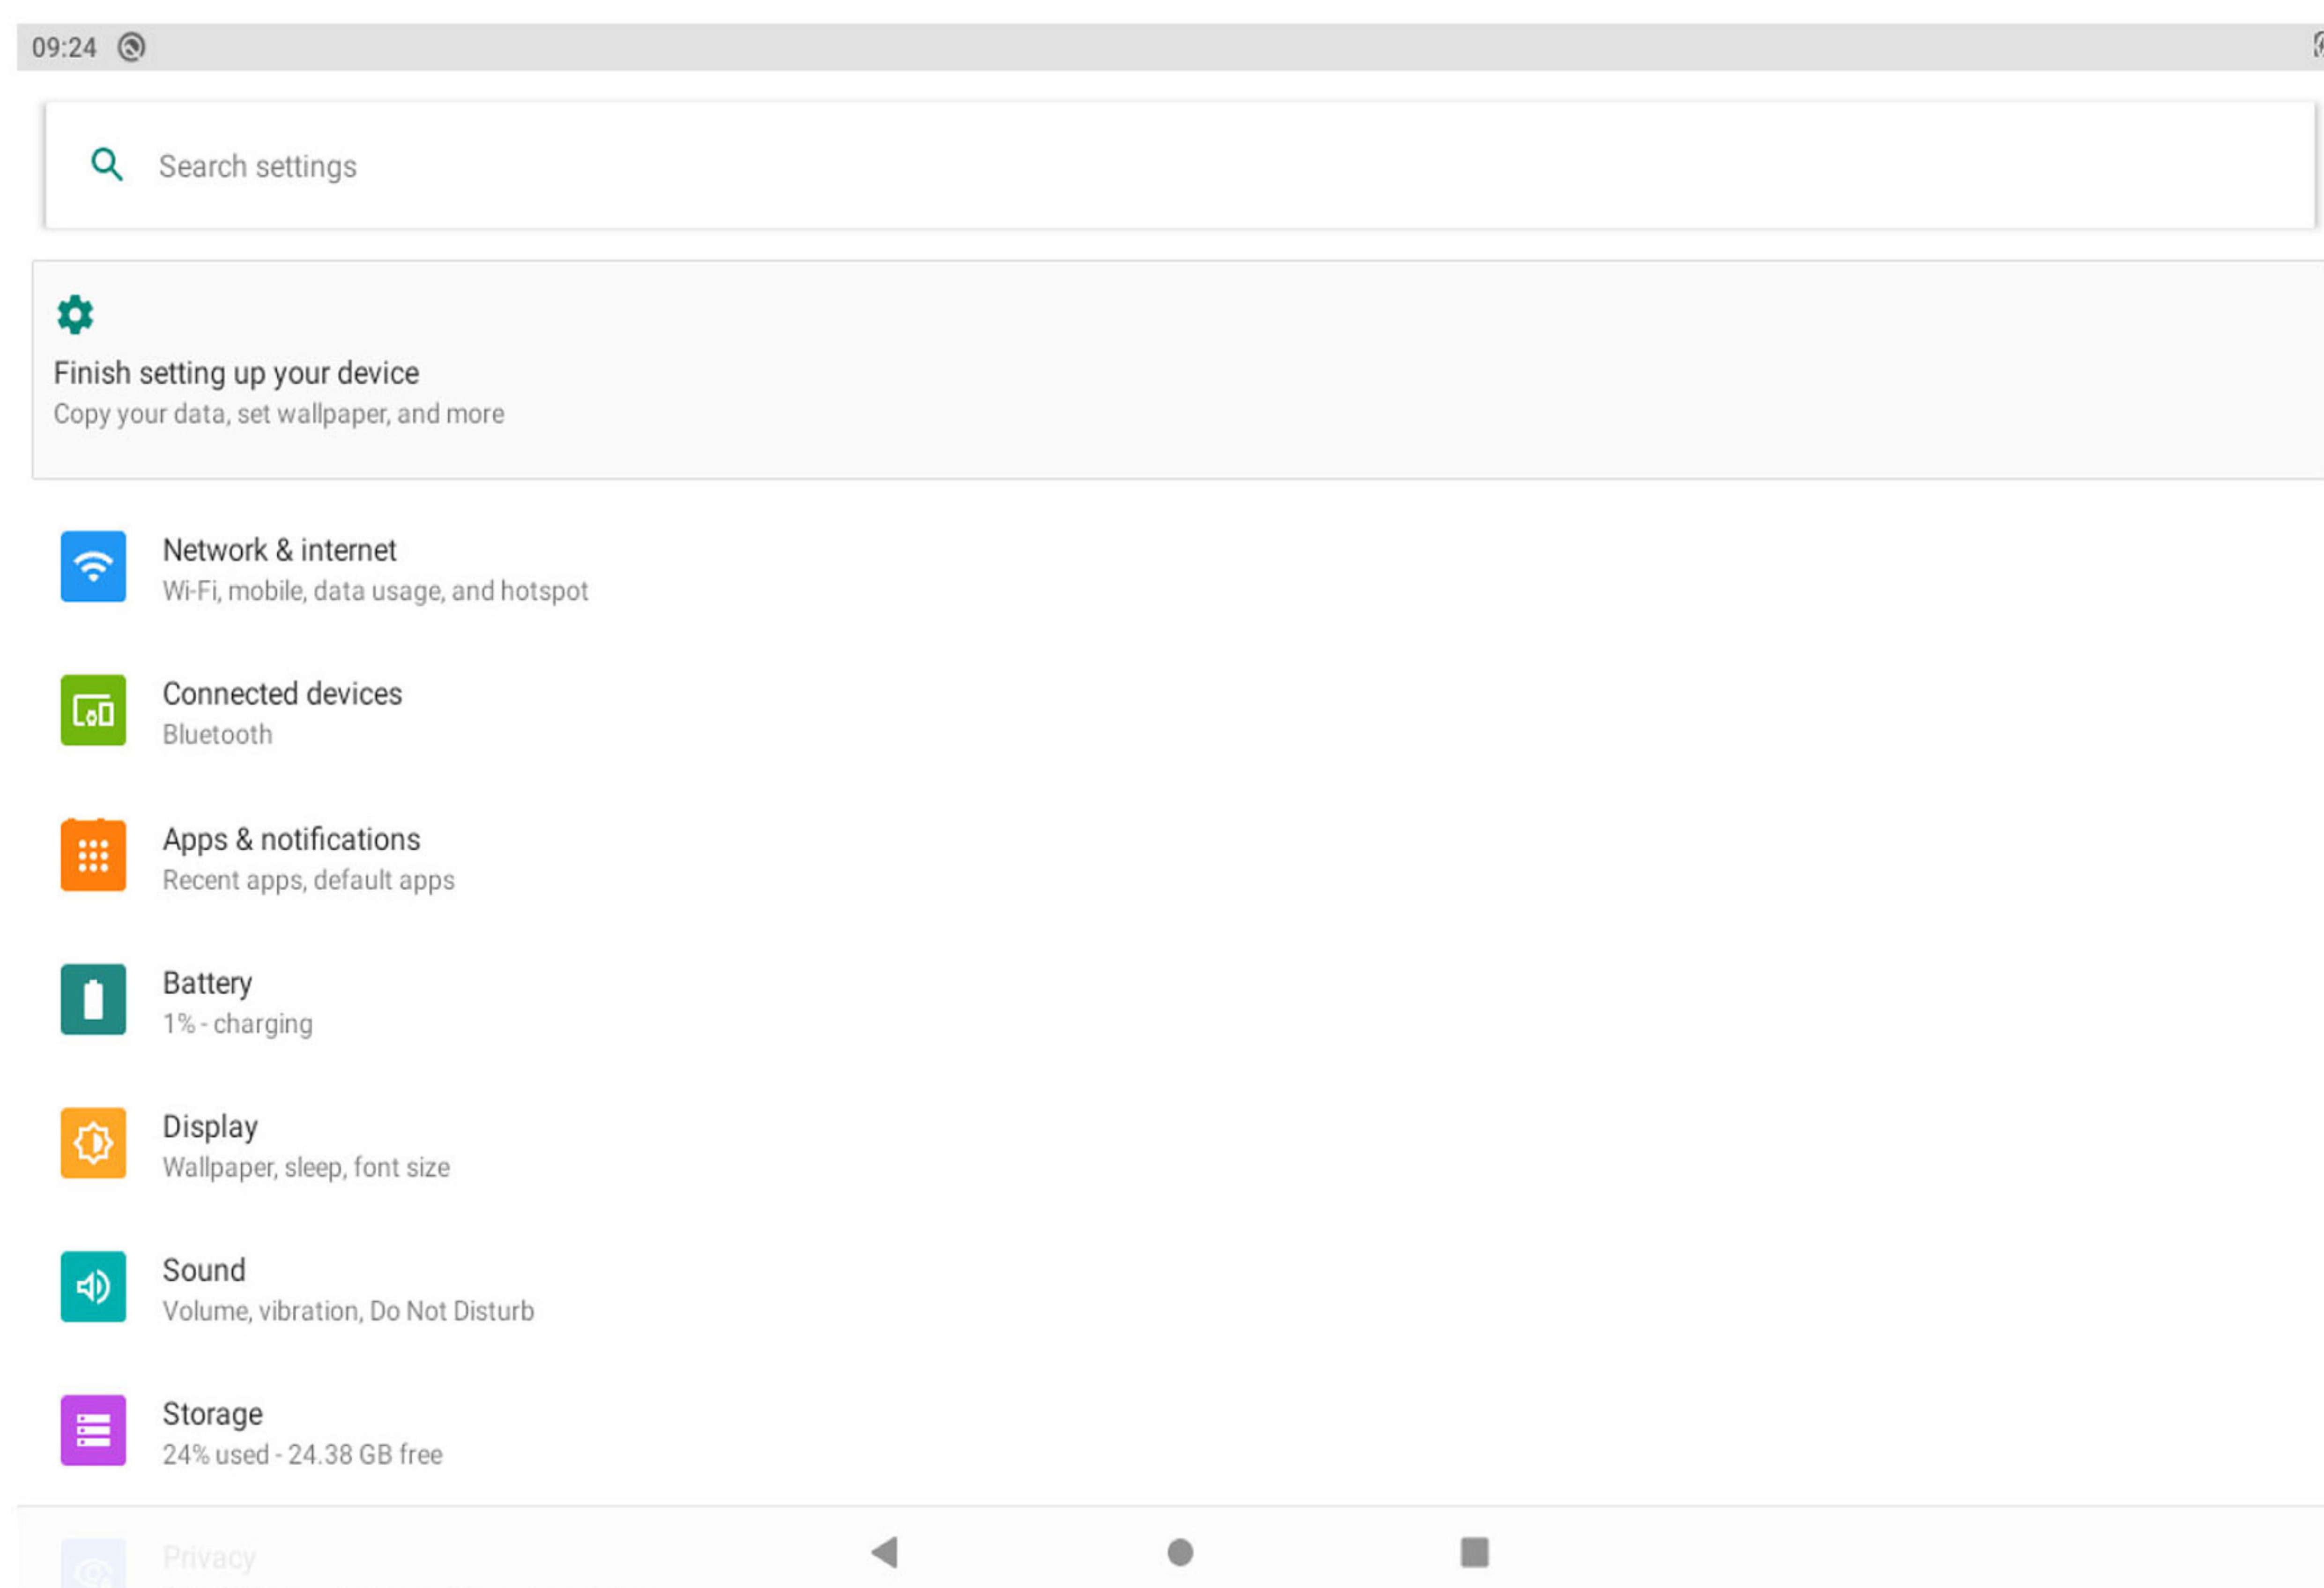 09:24
Search settings
Finish setting up your device
Copy your data, set wallpaper, and more
Network & internet
Wi-Fi, mobile, data usage, and hotspot
Connected devices
Bluetooth
Apps & notifications
Recent apps, default apps
Battery
1% - charging
Display
Wallpaper, sleep, font size
Sound
Volume, vibration, Do Not Disturb
Storage
24% used - 24.38 GB free
Privacy